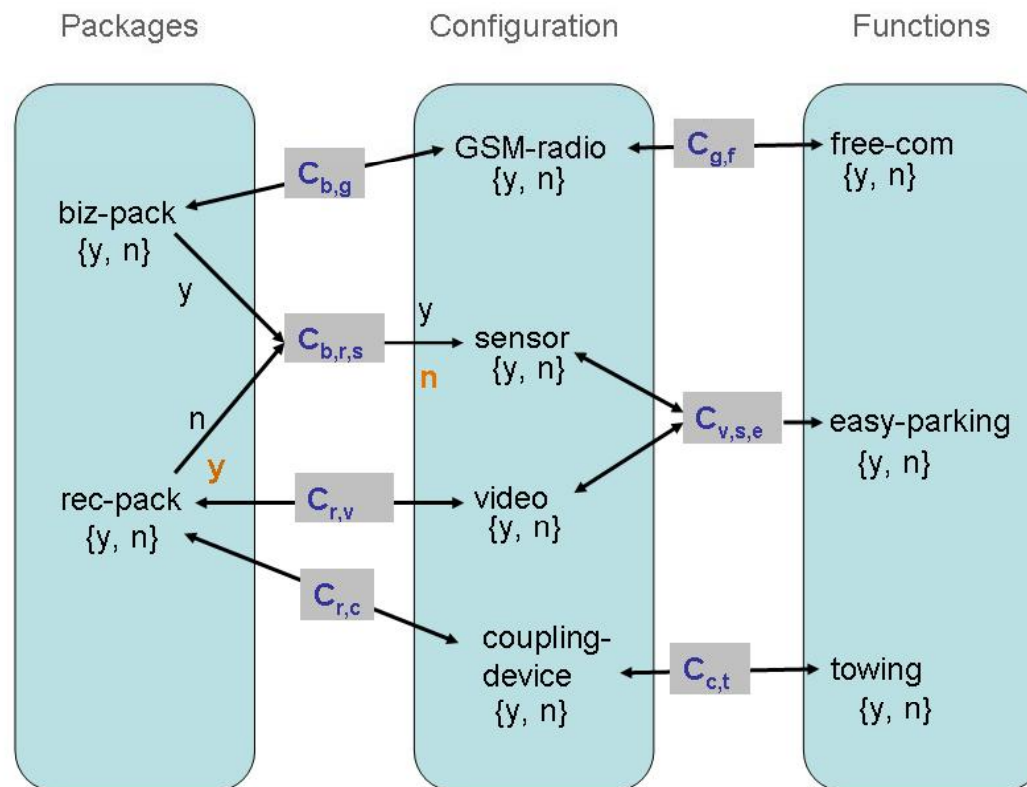 Packages
Configuration
Functions
GSM-radio
{y, n}
free-com
{y, n}
C_b,g
C_g,f
biz-pack
{y, n}
y
C_b,r,s
y
n
sensor
{y, n}
n
y
C_v,s,e
easy-parking
{y, n}
rec-pack
{y, n}
C_r,v
video
{y, n}
C_r,c
coupling-
device
{y, n}
C_c,t
towing
{y, n}